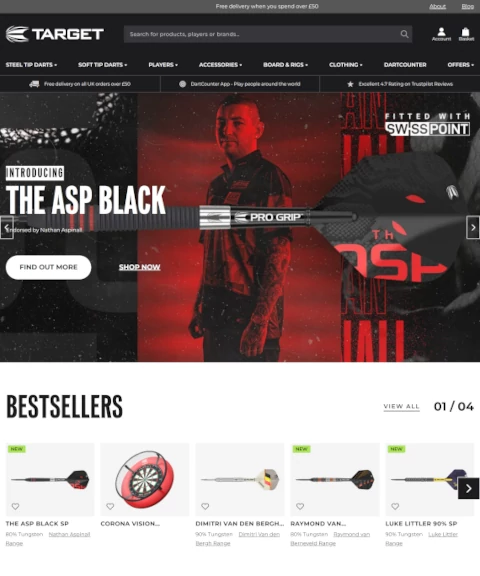 Free delivery when you spend over £50
About
Blog
TARGET
Search for products, players or brands..
Account
Basket
STEEL TIP DARTS
SOFT TIP DARTS
PLAYERS
ACCESSORIES
BOARD & RIGS
CLOTHING
DARTCOUNTER
OFFERS
Free delivery on all UK orders over £50
DartCounter App - Play people around the world
Excellent 4.7 Rating on Trustpilot Reviews
FITTED WITH
SWISSPOINT
INTRODUCING
THE ASP BLACK
Endorsed by Nathan Aspinall
PRO GRIP
TH
ASP
FIND OUT MORE
SHOP NOW
BESTSELLERS
VIEW ALL
01 / 04
NEW
NEW
NEW
THE ASP BLACK SP
80% Tungsten Nathan Aspinall
Range
CORONA VISION...
DIMITRI VAN DEN BERGH...
90% Tungsten Dimitri Van den
Bergh Range
RAYMOND VAN...
Tungsten Raymond van
Barneveld Range
LUKE LITTLER 90% SP
90% Tungsten Luke Littler
Range